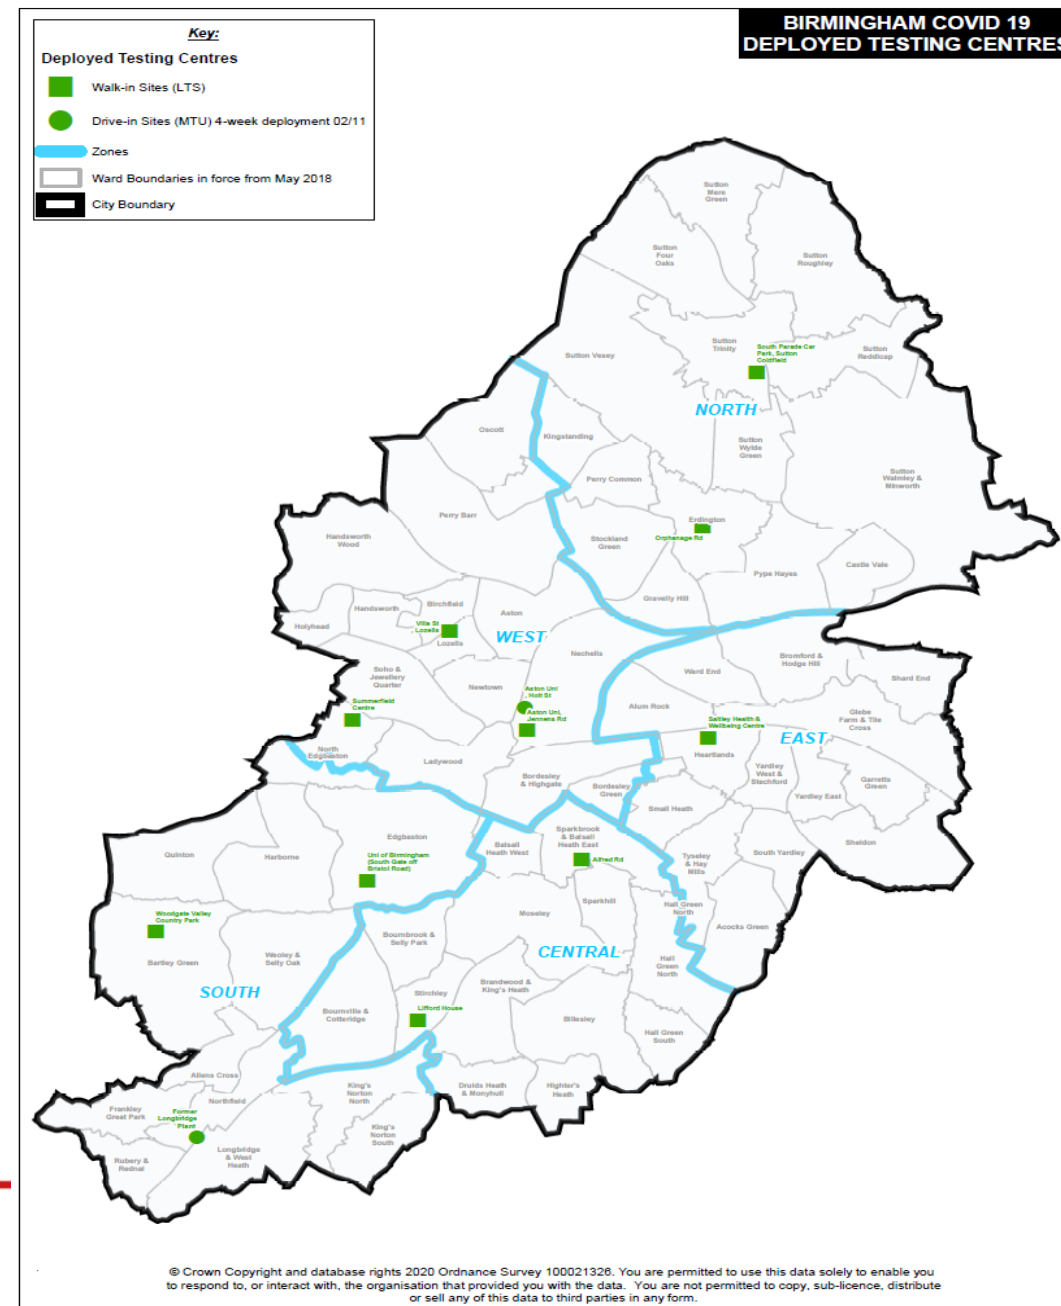 BIRMINGHAM COVID 19
DEPLOYED TESTING CENTRES
Key:
Deployed Testing Centres
Walk-in Sites (LTS)
Drive-in Sites (MTU) 4-week deployment 02/11
Zones
Ward Boundaries in force from May 2018
City Boundary
Sutton
Mere
Green
Sutton
Four
Oaks
Sutton
Roughley
Sutton Vesey
Sutton
Trinity
South Parade Car
Park, Sutton
Coldfield
Sutton
Reddicap
NORTH
Oscott
Kingstanding
Sutton
Wylde
Green
Perry Common
Sutton
Walmley &
Minworth
Perry Barr
Handsworth
Wood
Stockland
Green
Erdington
Orphanage Rd
Pype Hayes
Castle Vale
Gravelly Hill
Handsworth
Birchfield
Aston
Holyhead
Villa St
, Lozells
Lozells
WEST
Nechells
Bromford &
Hodge Hill
Ward End
Shard End
Soho &
Jewellery
Quarter
Newtown
Aston Uni
, Holt St
Aston Uni,
Jennens Rd
Alum Rock
Summerfield
Centre
Saltley Health &
Wellbeing Centre
Glebe
Farm & Tile
Cross
EAST
Heartlands
North
Edgbaston
Ladywood
Bordesley
& Highgate
Bordesley
Green
Yardley
West &
Stechford
Garretts
Green
Yardley East
Small Heath
Edgbaston
Balsall
Heath West
Sparkbrook
& Balsall
Heath East
Alfred Rd
Sheldon
Quinton
Harborne
Uni of Birmingham
(South Gate off
Bristol Road)
Tyseley
& Hay
Mills
South Yardley
Woodgate Valley
Country Park
Moseley
Sparkhill
Hall Green
North
Acocks Green
Bournbrook &
Selly Park
Bartley Green
Weoley &
Selly Oak
CENTRAL
Hall
Green
North
SOUTH
Stirchley
Brandwood &
King's Heath
Bournville &
Cotteridge
Lifford House
Billesley
Hall Green
South
Allens Cross
Northfield
King's
Norton
North
Druids Heath
& Monyhull
Highter's
Heath
Frankley
Great Park
Former
Longbridge
Plant
King's
Norton
South
Rubery &
Rednal
Longbridge
& West
Heath
© Crown Copyright and database rights 2020 Ordnance Survey 100021326. You are permitted to use this data solely to enable you
to respond to, or interact with, the organisation that provided you with the data. You are not permitted to copy, sub-licence, distribute
or sell any of this data to third parties in any form.